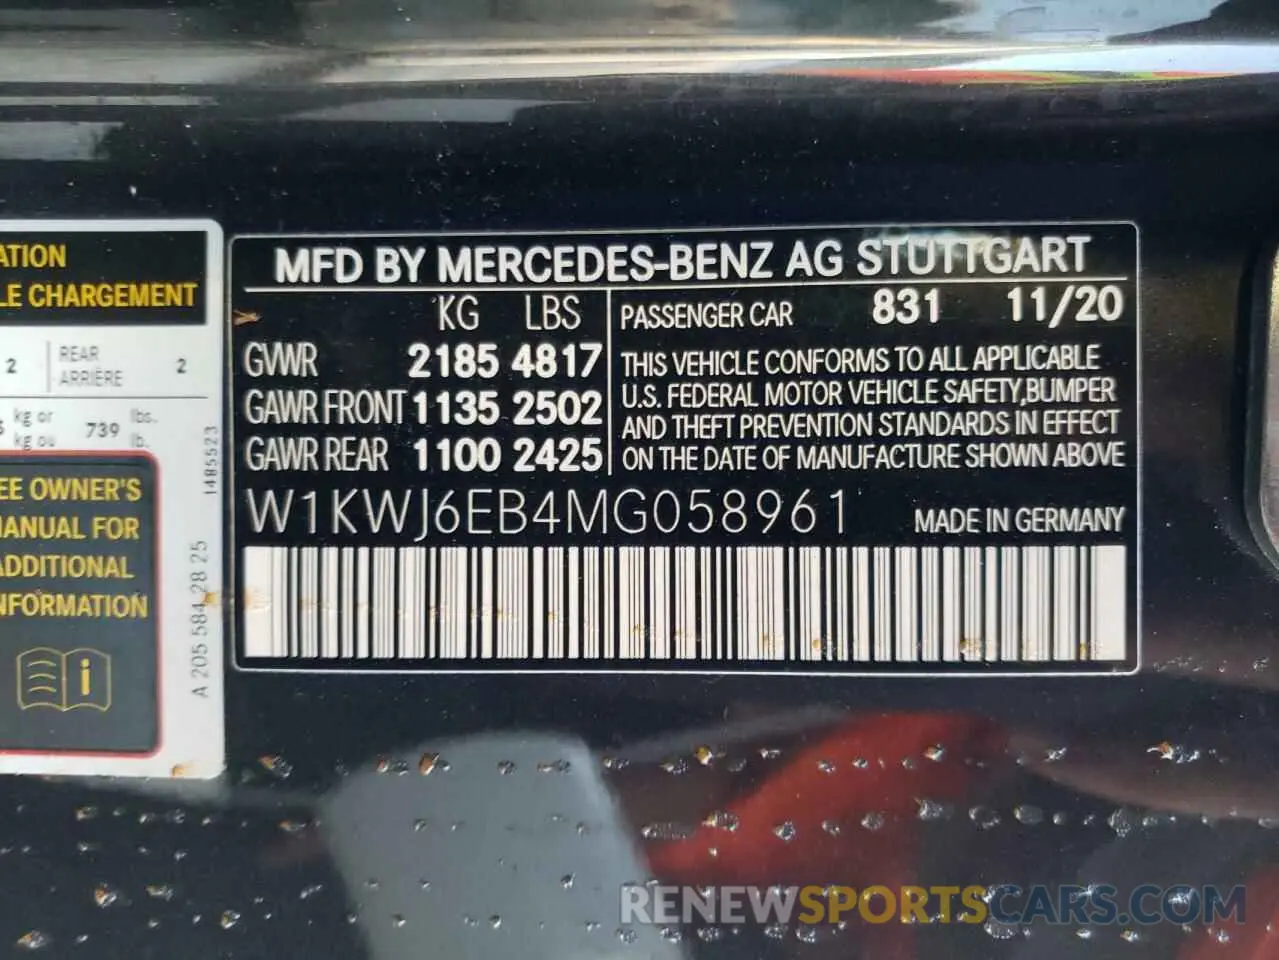 ATION
LE CHARGEMENT
2 REAR ARRIÈRE 2
kg or kg ou 739 lbs. lb.
EE OWNER'S
MANUAL FOR
ADDITIONAL
INFORMATION
1485523
A 205 584 28 25
MFD BY MERCEDES-BENZ AG STUTTGART
KG LBS
GVWR 2185 4817
GAWR FRONT 1135 2502
GAWR REAR 1100 2425
PASSENGER CAR 831 11/20
THIS VEHICLE CONFORMS TO ALL APPLICABLE
U.S. FEDERAL MOTOR VEHICLE SAFETY,BUMPER
AND THEFT PREVENTION STANDARDS IN EFFECT
ON THE DATE OF MANUFACTURE SHOWN ABOVE
W1KWJ6EB4MG058961
MADE IN GERMANY
RENEWSPORTSCARS.COM